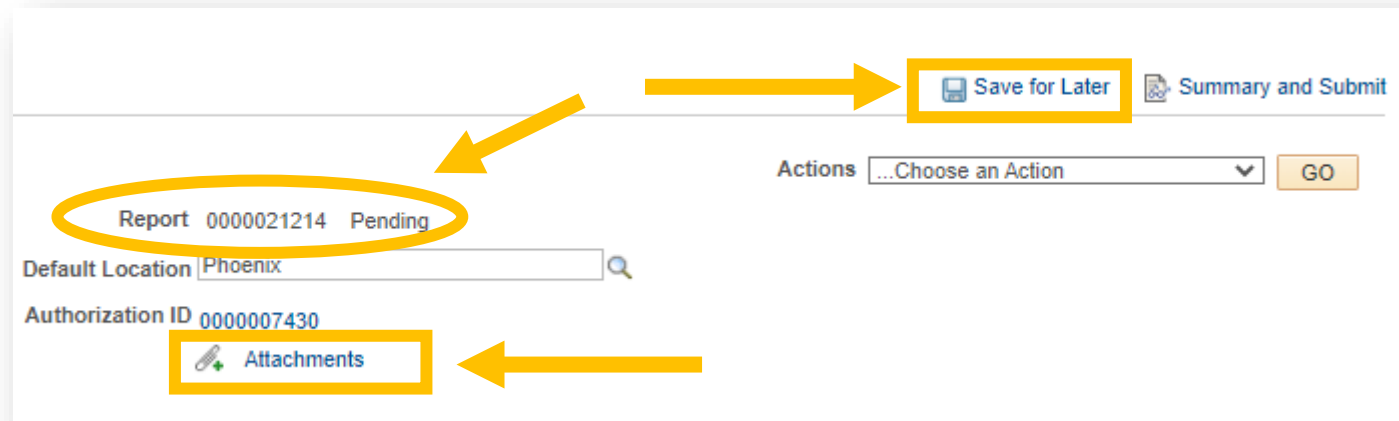 Save for Later Summary and Submit
Actions ...Choose an Action GO
Report 0000021214 Pending
Default Location Phoenix
Authorization ID 0000007430
Attachments